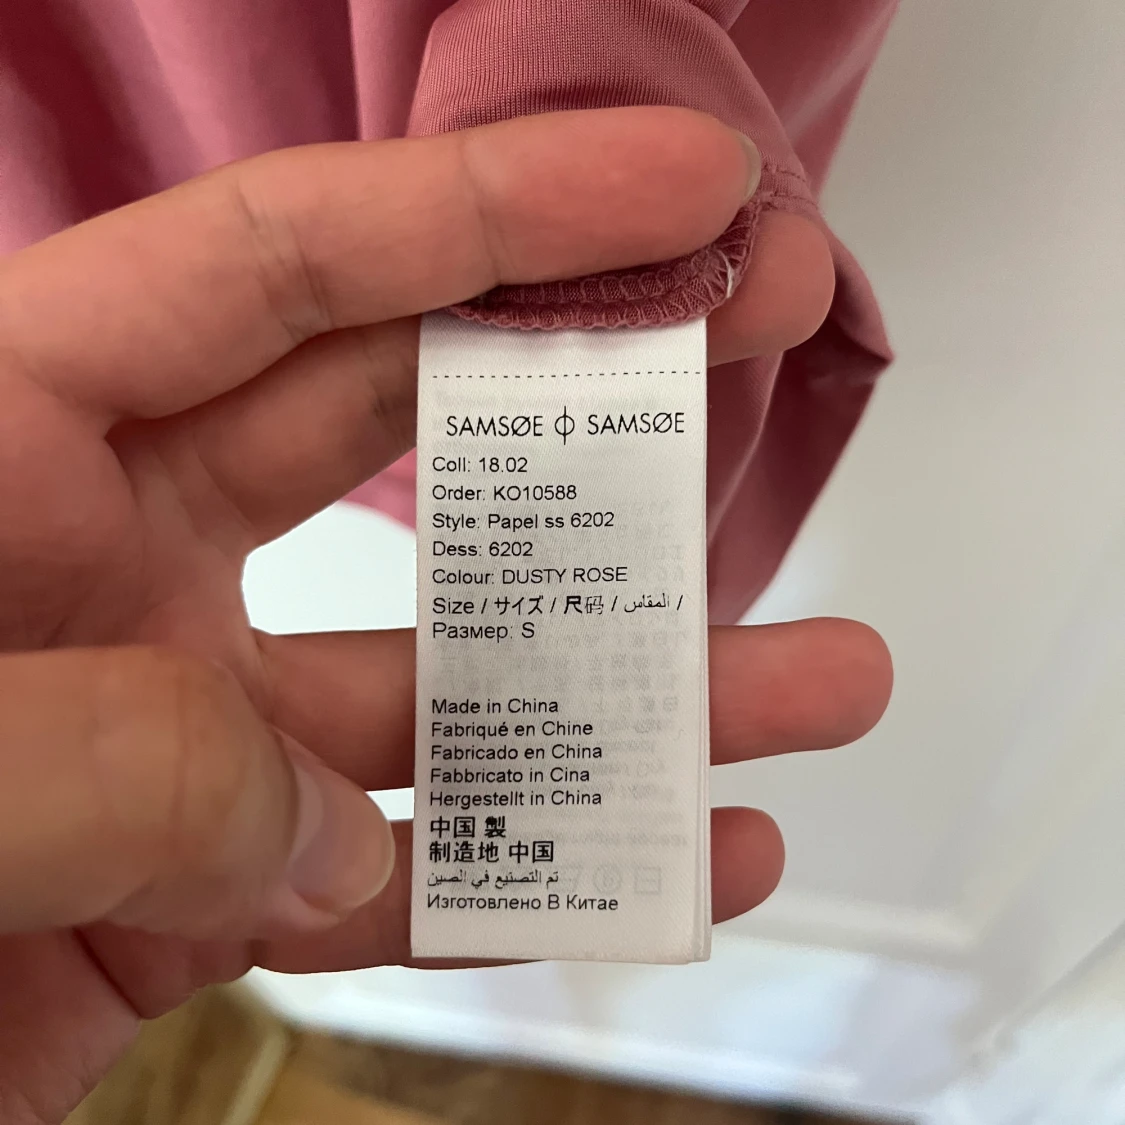 SAMSØE ϕ SAMSØE
Coll: 18.02
Order: KO10588
Style: Papel ss 6202
Dess: 6202
Colour: DUSTY ROSE
Size / サイズ / 尺码 / المقاس /
Размер: S
Made in China
Fabriqué en Chine
Fabricado en China
Fabbricato in Cina
Hergestellt in China
中国 製
制造地 中国
تم التصنيع في الصين
Изготовлено В Китае